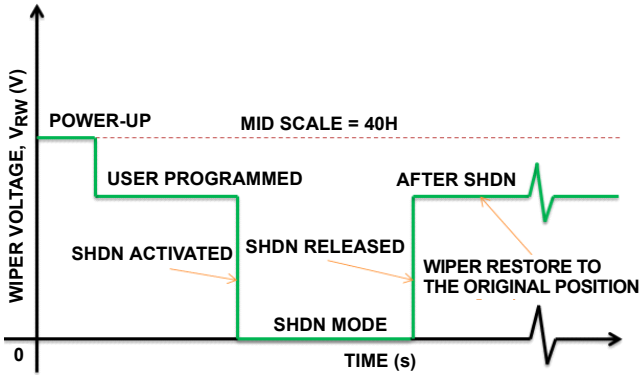 WIPER VOLTAGE, VRW (V)
POWER-UP
MID SCALE = 40H
USER PROGRAMMED
AFTER SHDN
SHDN ACTIVATED
SHDN RELEASED
WIPER RESTORE TO
THE ORIGINAL POSITION
SHDN MODE
0
TIME (s)